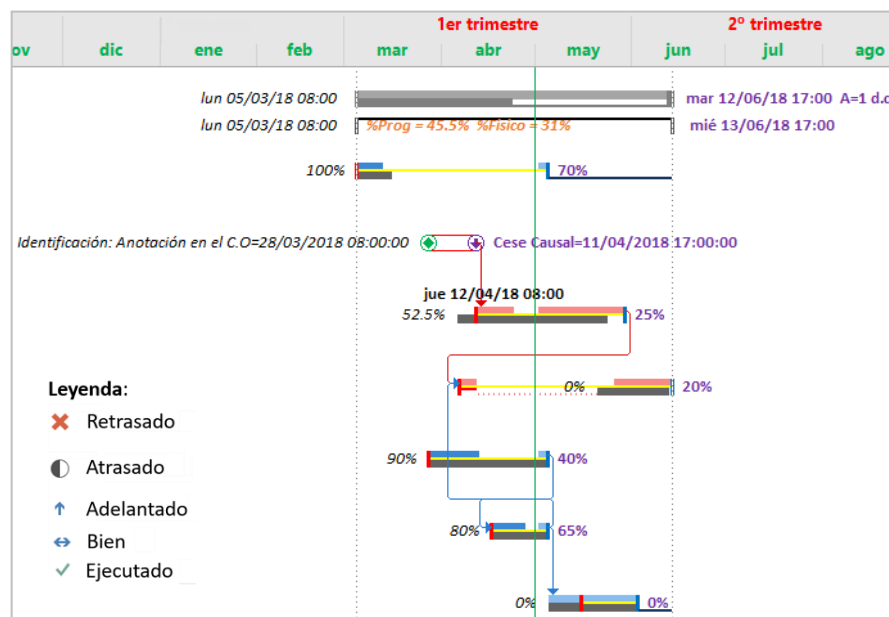 1er trimestre 2º trimestre
ov dic ene feb mar abr may jun jul ago
lun 05/03/18 08:00 mar 12/06/18 17:00 A=1 d.c
lun 05/03/18 08:00 %Prog = 45.5% %Físico = 31% mié 13/06/18 17:00
100% 70%
Identificación: Anotación en el C.O=28/03/2018 08:00:00 Cese Causal=11/04/2018 17:00:00
jue 12/04/18 08:00
52.5% 25%
0% 20%
Leyenda:
Retrasado
90% 40%
Atrasado
Adelantado
80% 65%
Bien
Ejecutado
0% 0%